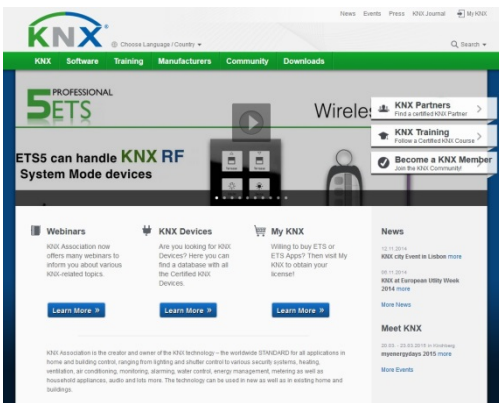 News Events Press KNX Journal My KNX
KNX
Choose Language / Country
Search
KNX Software Training Manufacturers Community Downloads
PROFESSIONAL
5ETS
Wirele
KNX Partners
Find a certified KNX Partner
KNX Training
Follow a Certified KNX Course
Become a KNX Member
Join the KNX Community!
ETS5 can handle KNX RF
System Mode devices
Webinars
KNX Association now
offers many webinars to
inform you about various
KNX-related topics.
Learn More »
KNX Devices
Are you looking for KNX
Devices? Here you can
find a database with all
the Certified KNX
Devices.
Learn More »
My KNX
Willing to buy ETS or
ETS Apps? Then visit My
KNX to obtain your
license!
Learn More »
News
12.11.2014
KNX city Event in Lisbon more
KNX at European Utility Week
2014 more
More News
Meet KNX
myenergydays 2015 more
More Events
KNX Association is the creator and owner of the KNX technology – the worldwide STANDARD for all applications in
home and building control, ranging from lighting and shutter control to various security systems, heating,
ventilation, air conditioning, monitoring, alarming, water control, energy management, metering as well as
household appliances, audio and lots more. The technology can be used in new as well as in existing home and
buildings.